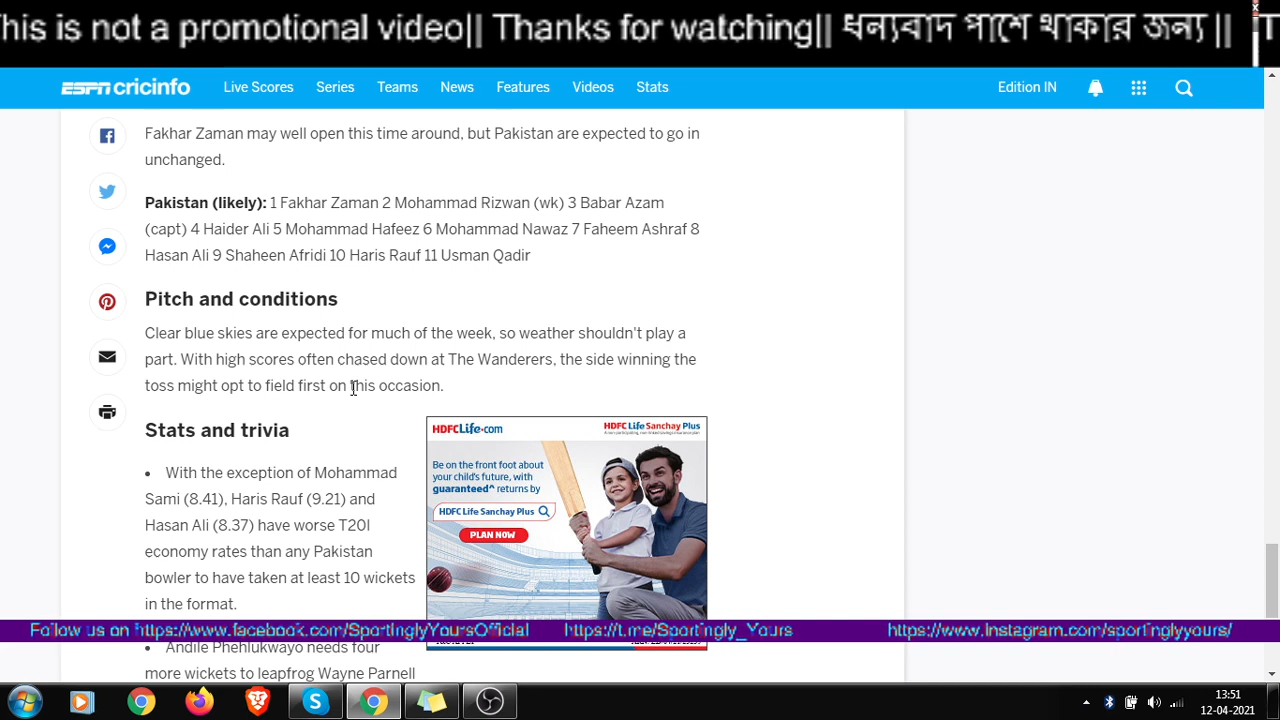 his is not a promotional video|| Thanks for watching|| ধন্যবাদ পাশে থাকার জন্য || T
ESPN cricinfo Live Scores Series Teams News Features Videos Stats Edition IN
Fakhar Zaman may well open this time around, but Pakistan are expected to go in
unchanged.
Pakistan (likely): 1 Fakhar Zaman 2 Mohammad Rizwan (wk) 3 Babar Azam
(capt) 4 Haider Ali 5 Mohammad Hafeez 6 Mohammad Nawaz 7 Faheem Ashraf 8
Hasan Ali 9 Shaheen Afridi 10 Haris Rauf 11 Usman Qadir
Pitch and conditions
Clear blue skies are expected for much of the week, so weather shouldn't play a
part. With high scores often chased down at The Wanderers, the side winning the
toss might opt to field first on this occasion.
Stats and trivia
With the exception of Mohammad
Sami (8.41), Haris Rauf (9.21) and
Hasan Ali (8.37) have worse T20I
economy rates than any Pakistan
bowler to have taken at least 10 wickets
in the format.
HDFCLife.com
HDFC Life Sanchay Plus
Be on the front foot about
your child's future, with
guaranteed^ returns by
HDFC Life Sanchay Plus
PLAN NOW
Follow us on https://www.facebook.com/SportinglyYoursOfficial https://t.me/Sportingly_Yours https://www.instagram.com/sportinglyyours/
Andile Phehlukwayo needs four
more wickets to leapfrog Wayne Parnell
13:51
12-04-2021